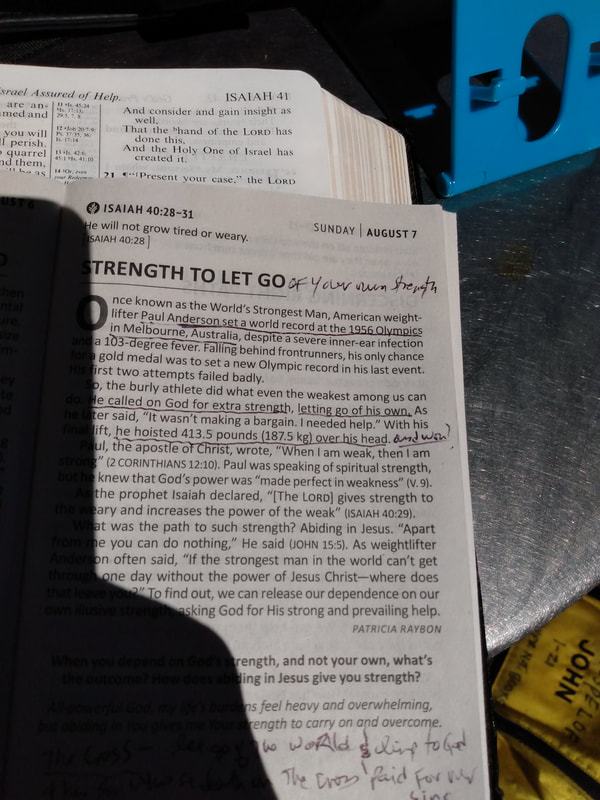 srael Assured of Help.
ISAIAH 41
are an-
med and
you will
l perish.
quarrel
nd them,
And consider and gain insight as
well,
That the hand of the LORD has
done this,
And the Holy One of Israel has
created it.
21 ¶"Present your case," the LORD
UST 6
ISAIAH 40:28–31
He will not grow tired or weary.
[ISAIAH 40:28]
SUNDAY | AUGUST 7
STRENGTH TO LET GO of your own strength
Once known as the World's Strongest Man, American weight-
lifter Paul Anderson set a world record at the 1956 Olympics
in Melbourne, Australia, despite a severe inner-ear infection
and a 103-degree fever. Falling behind frontrunners, his only chance
for a gold medal was to set a new Olympic record in his last event.
His first two attempts failed badly.
So, the burly athlete did what even the weakest among us can
do. He called on God for extra strength, letting go of his own. As
he later said, "It wasn't making a bargain. I needed help." With his
final lift, he hoisted 413.5 pounds (187.5 kg) over his head. and won!
Paul, the apostle of Christ, wrote, "When I am weak, then I am
strong" (2 CORINTHIANS 12:10). Paul was speaking of spiritual strength,
but he knew that God's power was "made perfect in weakness" (V. 9).
As the prophet Isaiah declared, "[The LORD] gives strength to
the weary and increases the power of the weak" (ISAIAH 40:29).
What was the path to such strength? Abiding in Jesus. "Apart
from me you can do nothing," He said (JOHN 15:5). As weightlifter
Anderson often said, "If the strongest man in the world can't get
through one day without the power of Jesus Christ—where does
that leave you?" To find out, we can release our dependence on our
own illusive strength, asking God for His strong and prevailing help.
PATRICIA RAYBON
When you depend on God's strength, and not your own, what's
the outcome? How does abiding in Jesus give you strength?
All-powerful God, my life's burdens feel heavy and overwhelming,
but abiding in You gives me Your strength to carry on and overcome.
The Cross — let go of the world & cling to God
The Cross paid for our
sins
JOHN
1–21